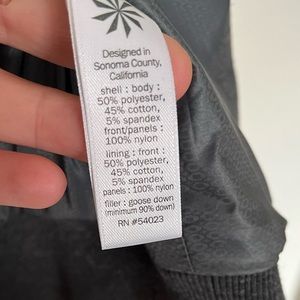 Designed in
Sonoma County,
California
shell : body :
50% polyester,
45% cotton,
5% spandex
front/panels :
100% nylon
lining : front :
50% polyester,
45% cotton,
5% spandex
panels : 100% nylon
filler : goose down
(minimum 90% down)
RN #54023